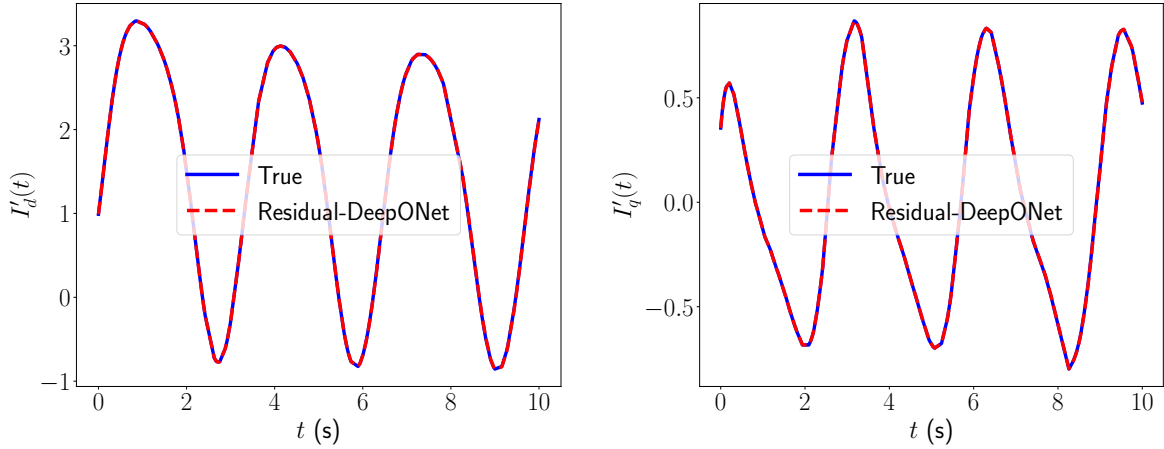 3
2
1
0
−1
I′d(t)
True
Residual-DeepONet
0 2 4 6 8 10
t (s)
0.5
0.0
−0.5
I′q(t)
True
Residual-DeepONet
0 2 4 6 8 10
t (s)